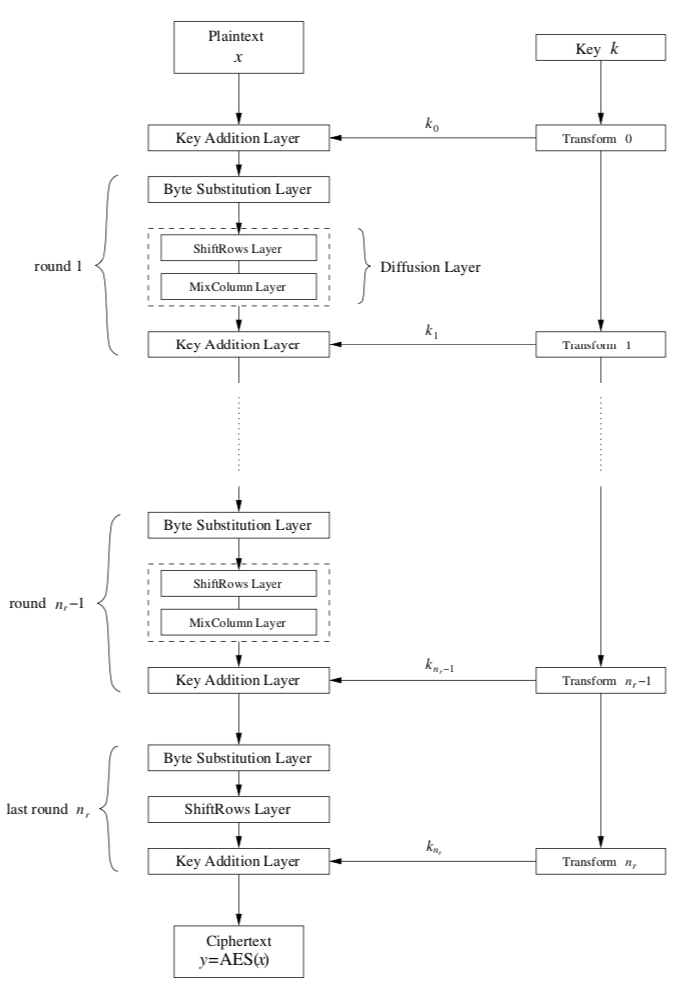 Plaintext
x
Key k
Key Addition Layer
k_0
Transform 0
Byte Substitution Layer
ShiftRows Layer
round 1
Diffusion Layer
MixColumn Layer
Key Addition Layer
k_1
Transform 1
Byte Substitution Layer
ShiftRows Layer
round n_r−1
MixColumn Layer
Key Addition Layer
k_{n_r−1}
Transform n_r−1
Byte Substitution Layer
last round n_r
ShiftRows Layer
Key Addition Layer
k_{n_r}
Transform n_r
Ciphertext
y=AES(x)